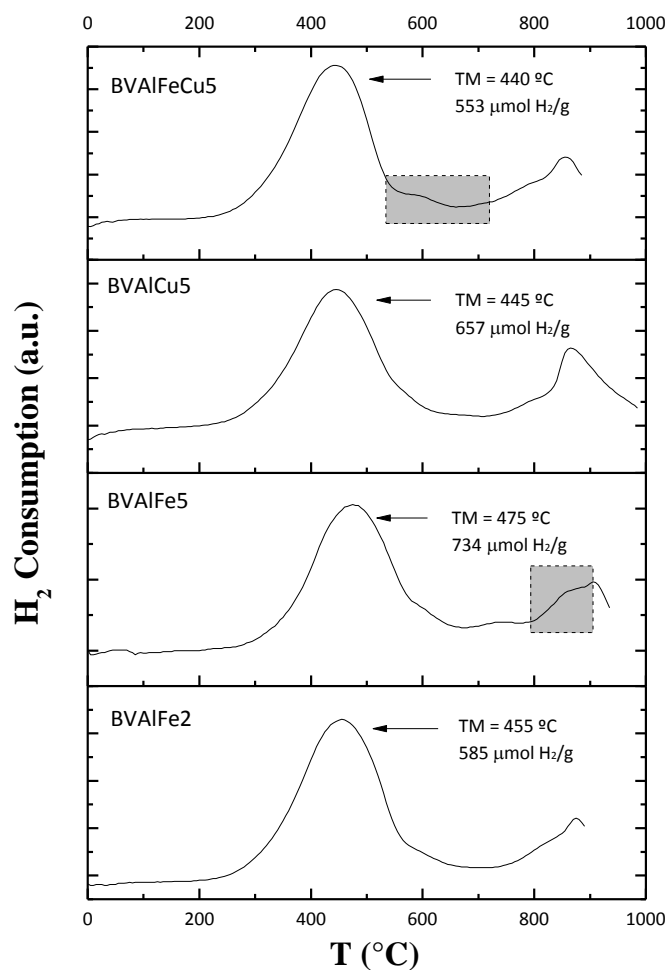 0 200 400 600 800 1000
BVAlFeCu5
TM = 440 ºC
553 μmol H₂/g
BVAlCu5
TM = 445 ºC
657 μmol H₂/g
BVAlFe5
TM = 475 ºC
734 μmol H₂/g
BVAlFe2
TM = 455 ºC
585 μmol H₂/g
0 200 400 600 800 1000
T (°C)
H₂ Consumption (a.u.)